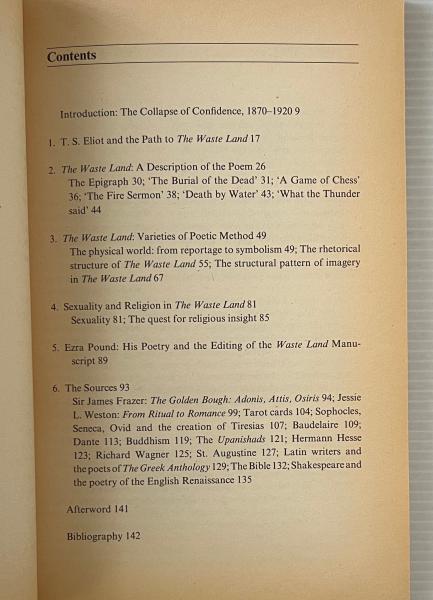 Contents
Introduction: The Collapse of Confidence, 1870–1920 9
1. T. S. Eliot and the Path to The Waste Land 17
2. The Waste Land: A Description of the Poem 26
The Epigraph 30; ‘The Burial of the Dead’ 31; ‘A Game of Chess’
36; ‘The Fire Sermon’ 38; ‘Death by Water’ 43; ‘What the Thunder
said’ 44
3. The Waste Land: Varieties of Poetic Method 49
The physical world: from reportage to symbolism 49; The rhetorical
structure of The Waste Land 55; The structural pattern of imagery
in The Waste Land 67
4. Sexuality and Religion in The Waste Land 81
Sexuality 81; The quest for religious insight 85
5. Ezra Pound: His Poetry and the Editing of the Waste Land Manu-
script 89
6. The Sources 93
Sir James Frazer: The Golden Bough: Adonis, Attis, Osiris 94; Jessie
L. Weston: From Ritual to Romance 99; Tarot cards 104; Sophocles,
Seneca, Ovid and the creation of Tiresias 107; Baudelaire 109;
Dante 113; Buddhism 119; The Upanishads 121; Hermann Hesse
123; Richard Wagner 125; St. Augustine 127; Latin writers and
the poets of The Greek Anthology 129; The Bible 132; Shakespeare and
the poetry of the English Renaissance 135
Afterword 141
Bibliography 142